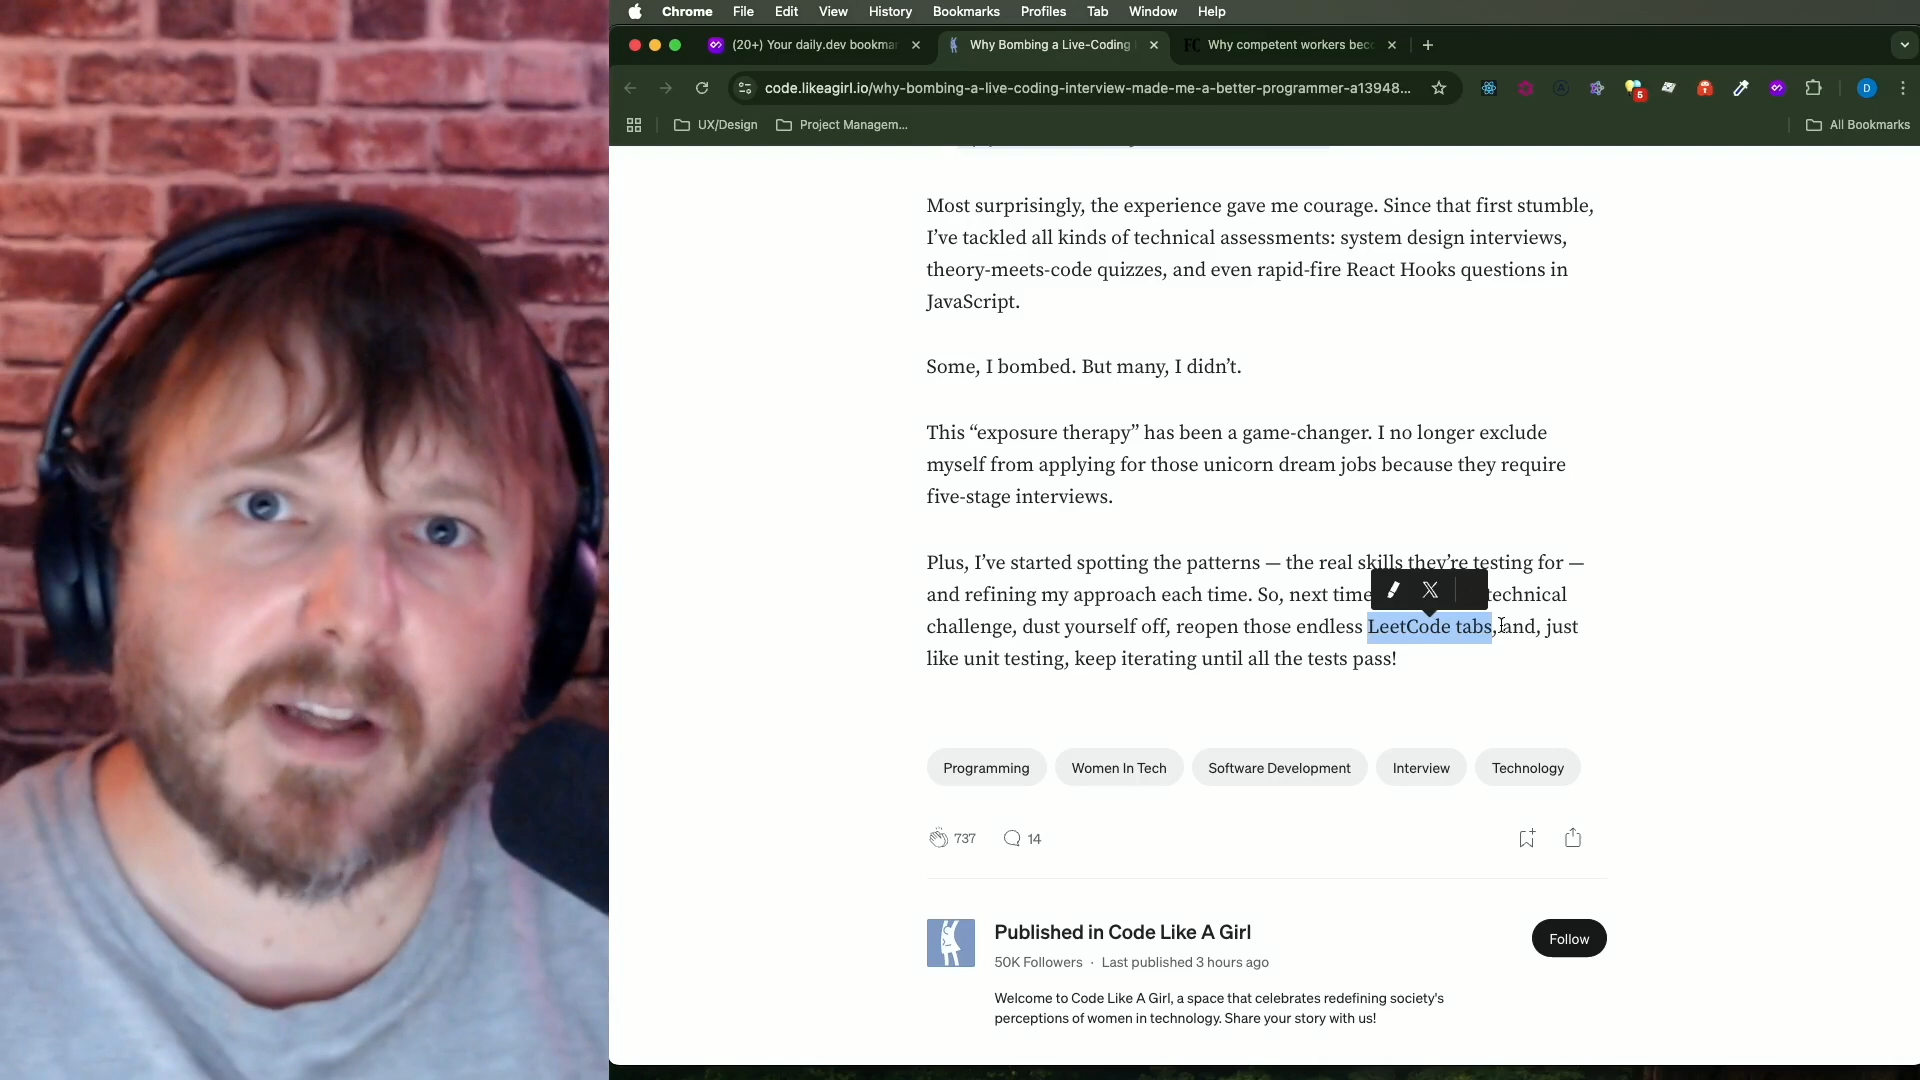 Chrome File Edit View History Bookmarks Profiles Tab Window Help
(20+) Your daily.dev bookmar
Why Bombing a Live-Coding
Why competent workers bec
code.likeagirl.io/why-bombing-a-live-coding-interview-made-me-a-better-programmer-a13948...
5
D
UX/Design
Project Managem...
All Bookmarks
Most surprisingly, the experience gave me courage. Since that first stumble,
I’ve tackled all kinds of technical assessments: system design interviews,
theory-meets-code quizzes, and even rapid-fire React Hooks questions in
JavaScript.
Some, I bombed. But many, I didn’t.
This “exposure therapy” has been a game-changer. I no longer exclude
myself from applying for those unicorn dream jobs because they require
five-stage interviews.
Plus, I’ve started spotting the patterns — the real skills they’re testing for —
and refining my approach each time. So, next time technical
challenge, dust yourself off, reopen those endless LeetCode tabs, and, just
like unit testing, keep iterating until all the tests pass!
Programming
Women In Tech
Software Development
Interview
Technology
737
14
Published in Code Like A Girl
Follow
50K Followers · Last published 3 hours ago
Welcome to Code Like A Girl, a space that celebrates redefining society's
perceptions of women in technology. Share your story with us!